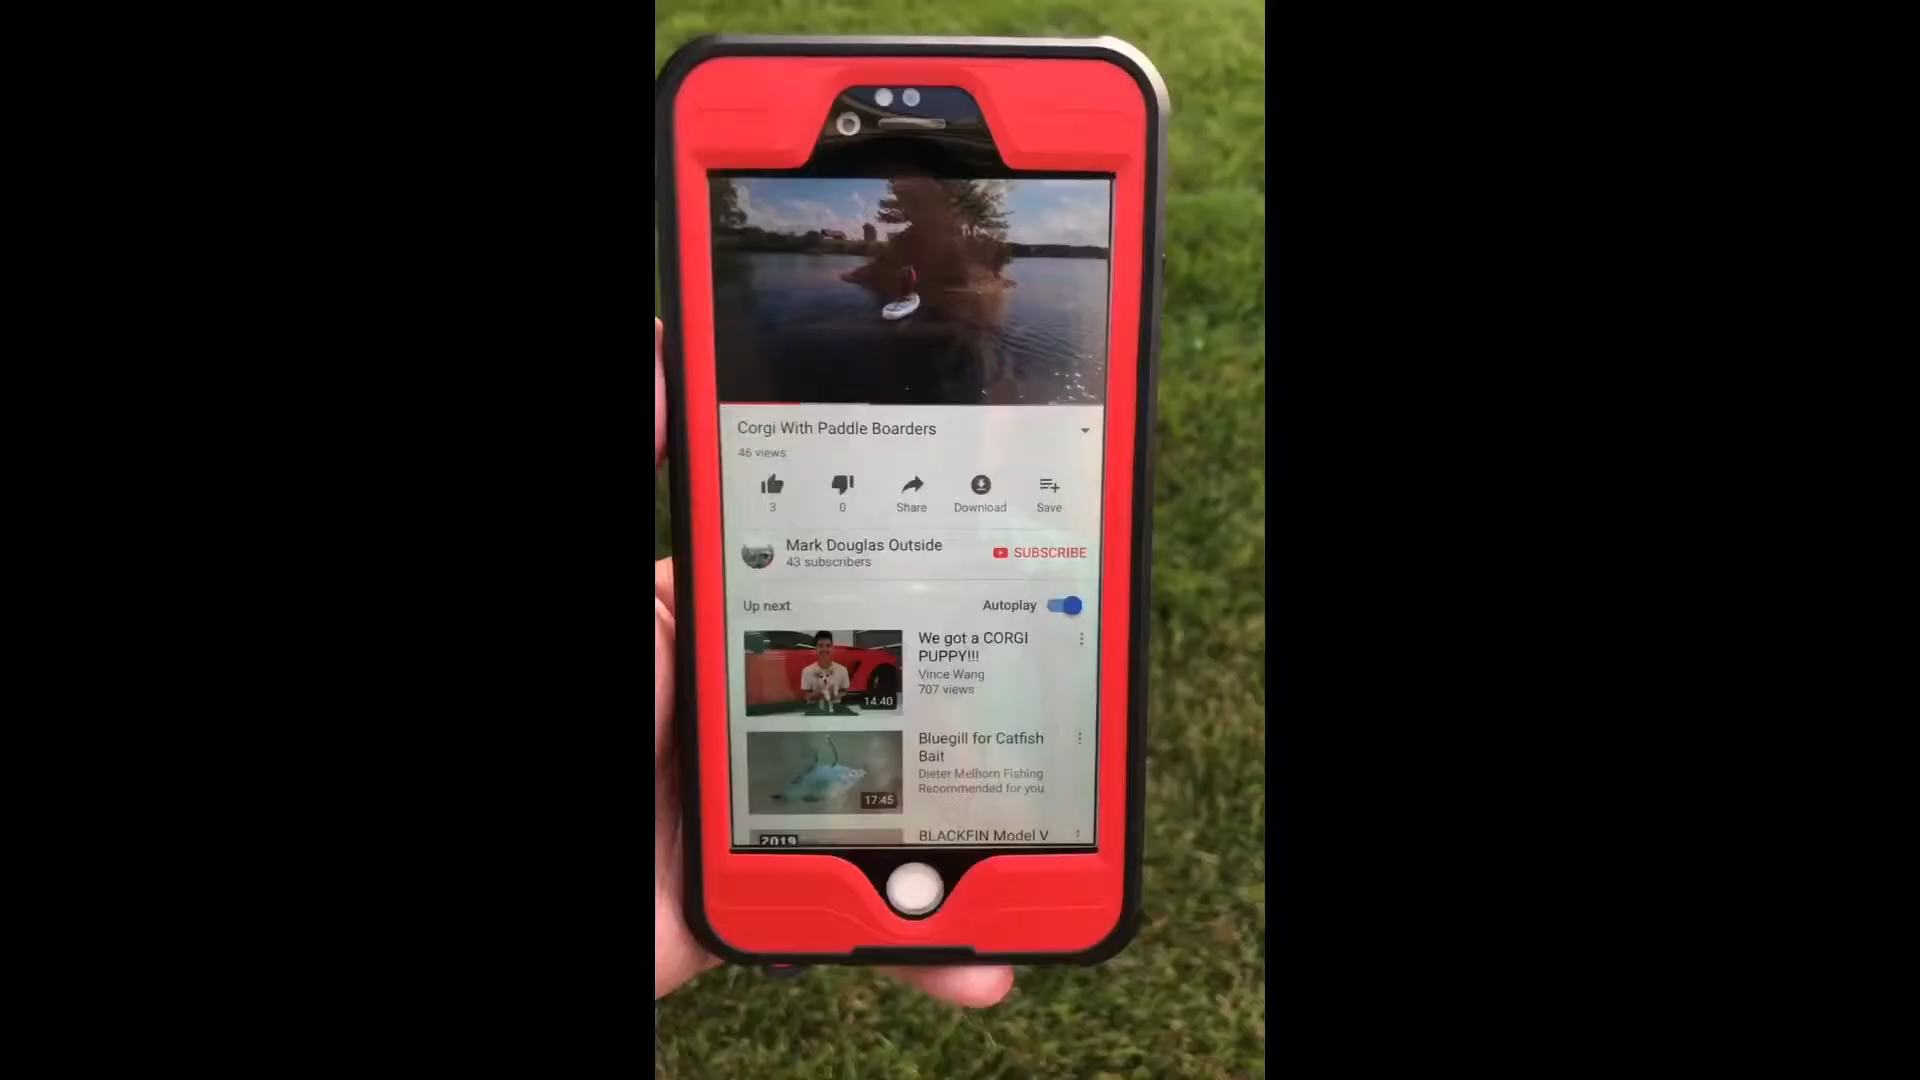 Corgi With Paddle Boarders
46 views
3
0
Share
Download
Save
Mark Douglas Outside
43 subscribers
SUBSCRIBE
Up next
Autoplay
We got a CORGI
PUPPY!!!
Vince Wang
707 views
14:40
Bluegill for Catfish
Bait
Dieter Melhorn Fishing
Recommended for you
17:45
2019
BLACKFIN Model V